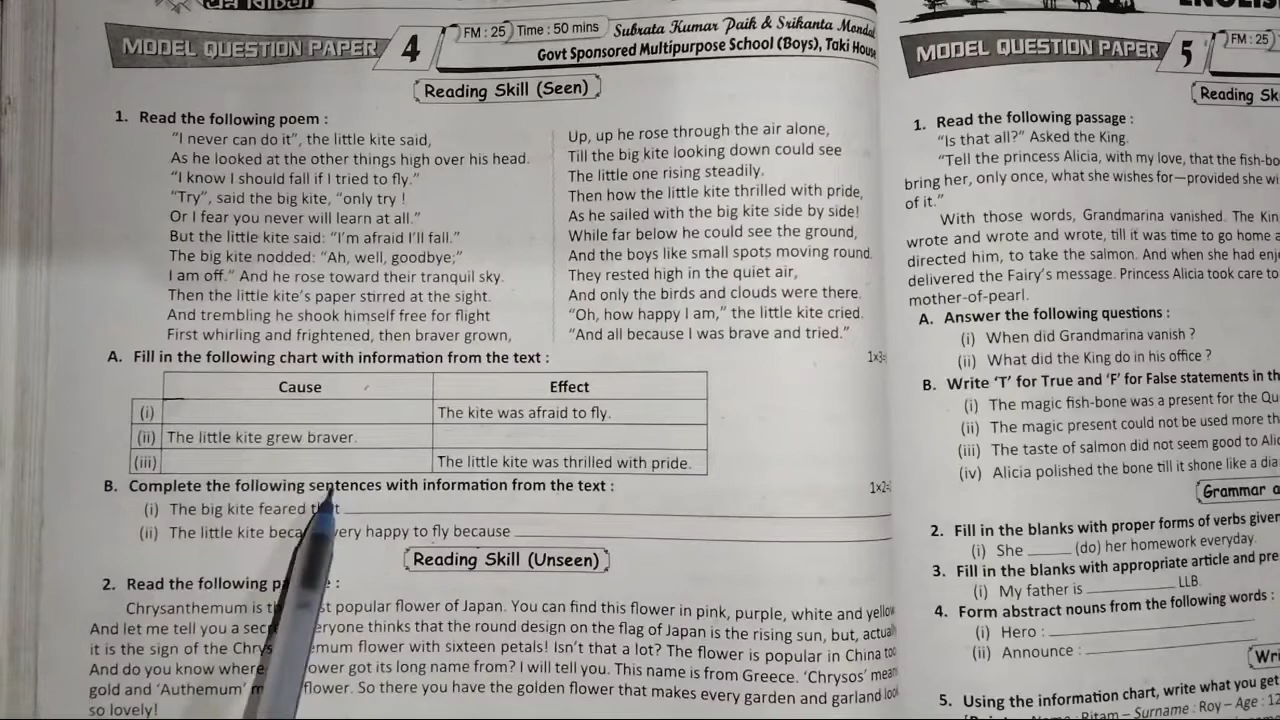 MODEL QUESTION PAPER 4
FM : 25 Time : 50 mins Subrata Kumar Paik & Srikanta Mondal
Govt Sponsored Multipurpose School (Boys), Taki House
Reading Skill (Seen)
1. Read the following poem :
"I never can do it", the little kite said,
As he looked at the other things high over his head.
"I know I should fall if I tried to fly."
"Try", said the big kite, "only try !
Or I fear you never will learn at all."
But the little kite said: "I'm afraid I'll fall."
The big kite nodded: "Ah, well, goodbye;"
I am off." And he rose toward their tranquil sky.
Then the little kite's paper stirred at the sight.
And trembling he shook himself free for flight
First whirling and frightened, then braver grown,
Up, up he rose through the air alone,
Till the big kite looking down could see
The little one rising steadily.
Then how the little kite thrilled with pride,
As he sailed with the big kite side by side!
While far below he could see the ground,
And the boys like small spots moving round.
They rested high in the quiet air,
And only the birds and clouds were there.
"Oh, how happy I am," the little kite cried.
"And all because I was brave and tried."
A. Fill in the following chart with information from the text : 1x3=
Cause Effect
(i) The kite was afraid to fly.
(ii) The little kite grew braver.
(iii) The little kite was thrilled with pride.
B. Complete the following sentences with information from the text : 1x2=
(i) The big kite feared
(ii) The little kite very happy to fly because
Reading Skill (Unseen)
2. Read the following :
Chrysanthemum is popular flower of Japan. You can find this flower in pink, purple, white and yellow
And let me tell you a thinks that the round design on the flag of Japan is the rising sun, but,
it is the sign of the flower with sixteen petals! Isn't that a lot? The flower is popular in China
And do you know where got its long name from? I will tell you. This name is from Greece. 'Chrysos'
gold and 'Authemum' flower. So there you have the golden flower that makes every garden and garland
so lovely!
MODEL QUESTION PAPER 5
FM : 25
Reading
1. Read the following passage :
"Is that all?" Asked the King.
"Tell the princess Alicia, with my love, that the
bring her, only once, what she wishes for—provided she
of it."
With those words, Grandmarina vanished. The
wrote and wrote and wrote, till it was time to go home
directed him, to take the salmon. And when she had
delivered the Fairy's message. Princess Alicia took care to
mother-of-pearl.
A. Answer the following questions :
(i) When did Grandmarina vanish ?
(ii) What did the King do in his office ?
B. Write 'T' for True and 'F' for False statements in
(i) The magic fish-bone was a present for the
(ii) The magic present could not be used more
(iii) The taste of salmon did not seem good to
(iv) Alicia polished the bone till it shone like a
Grammar
2. Fill in the blanks with proper forms of verbs
(i) She ______ (do) her homework everyday.
3. Fill in the blanks with appropriate article and
(i) My father is __________ LLB.
4. Form abstract nouns from the following words :
(i) Hero :
(ii) Announce :
5. Using the information chart, write what you get
Name : Ritam – Surname : Roy – Age : 12